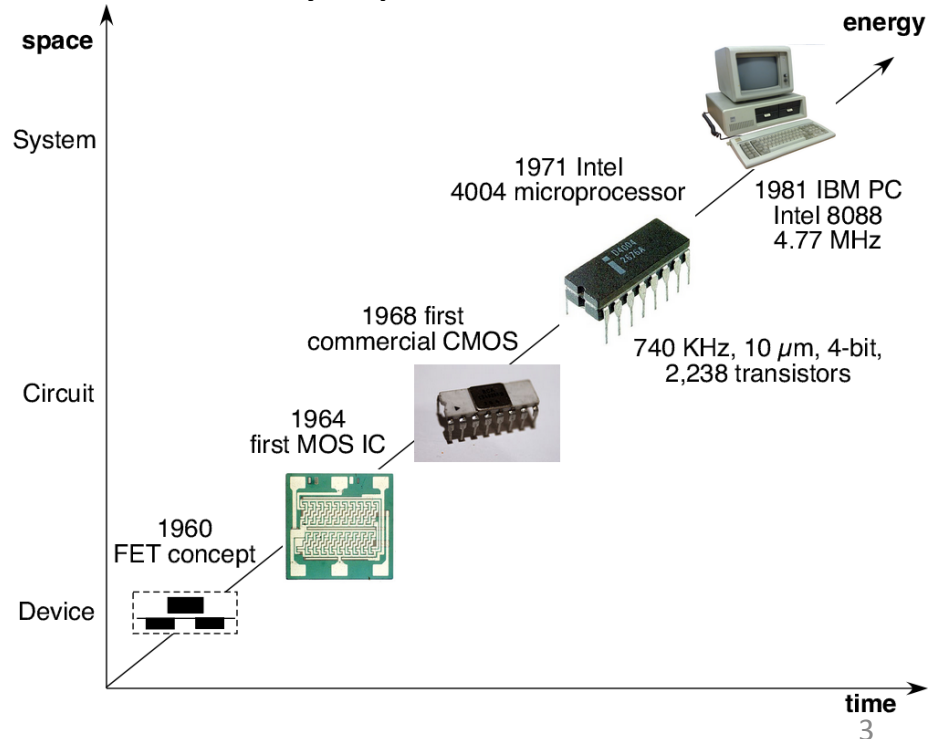 space
energy
System
1971 Intel
4004 microprocessor
1981 IBM PC
Intel 8088
4.77 MHz
D4004
2676A
1968 first
commercial CMOS
740 KHz, 10 µm, 4-bit,
2,238 transistors
Circuit
1964
first MOS IC
1960
FET concept
Device
time
3